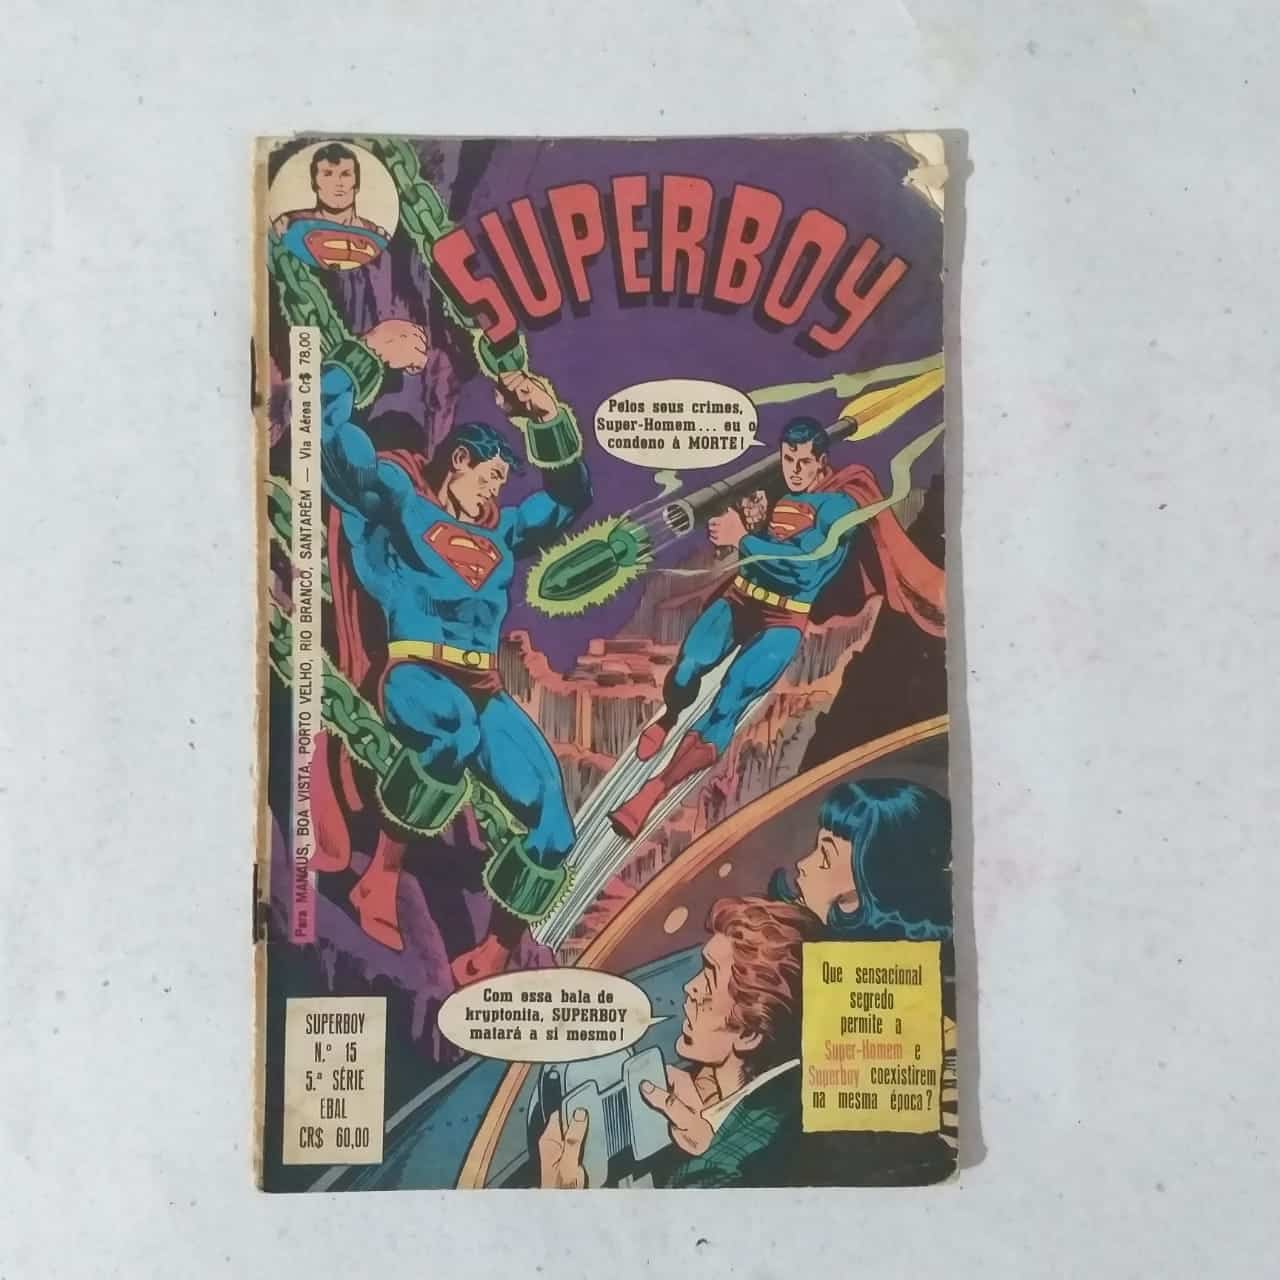 SUPERBOY
Para MANAUS, BOA VISTA, PORTO VELHO, RIO BRANCO, SANTARÉM — Via Aérea Cr$ 78,00
Pelos seus crimes,
Super-Homem... eu o
condeno à MORTE!
Com essa bala de
kryptonita, SUPERBOY
matará a si mesmo!
Que sensacional
segredo
permite a
Super-Homem e
Superboy coexistirem
na mesma época?
SUPERBOY
N.º 15
5.ª SÉRIE
EBAL
CR$ 60,00